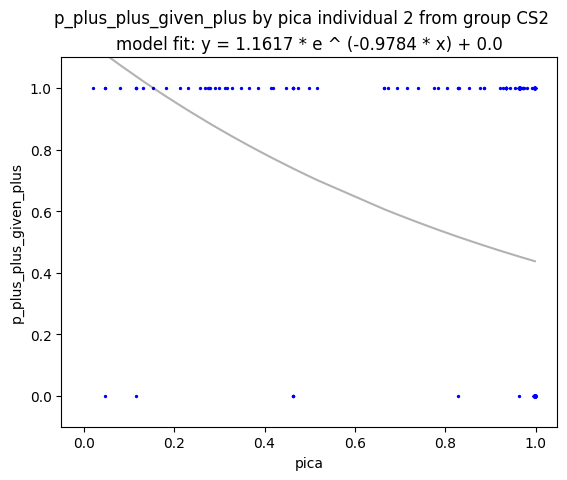 p_plus_plus_given_plus by pica individual 2 from group CS2
model fit: y = 1.1617 * e ^ (-0.9784 * x) + 0.0
p_plus_plus_given_plus
1.0
0.8
0.6
0.4
0.2
0.0
0.0 0.2 0.4 0.6 0.8 1.0
pica